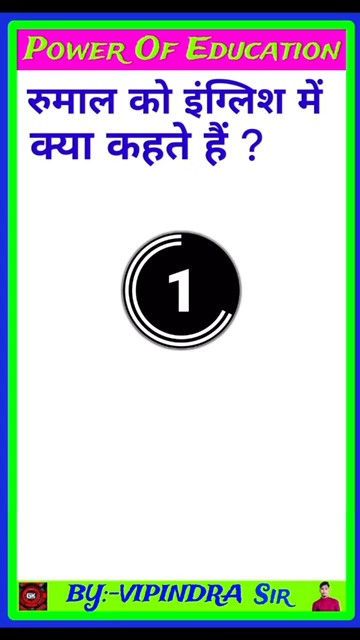 POWER OF EDUCATION
रुमाल को इंग्लिश में
क्या कहते हैं ?
1
GK
BY:-VIPINDRA SIR